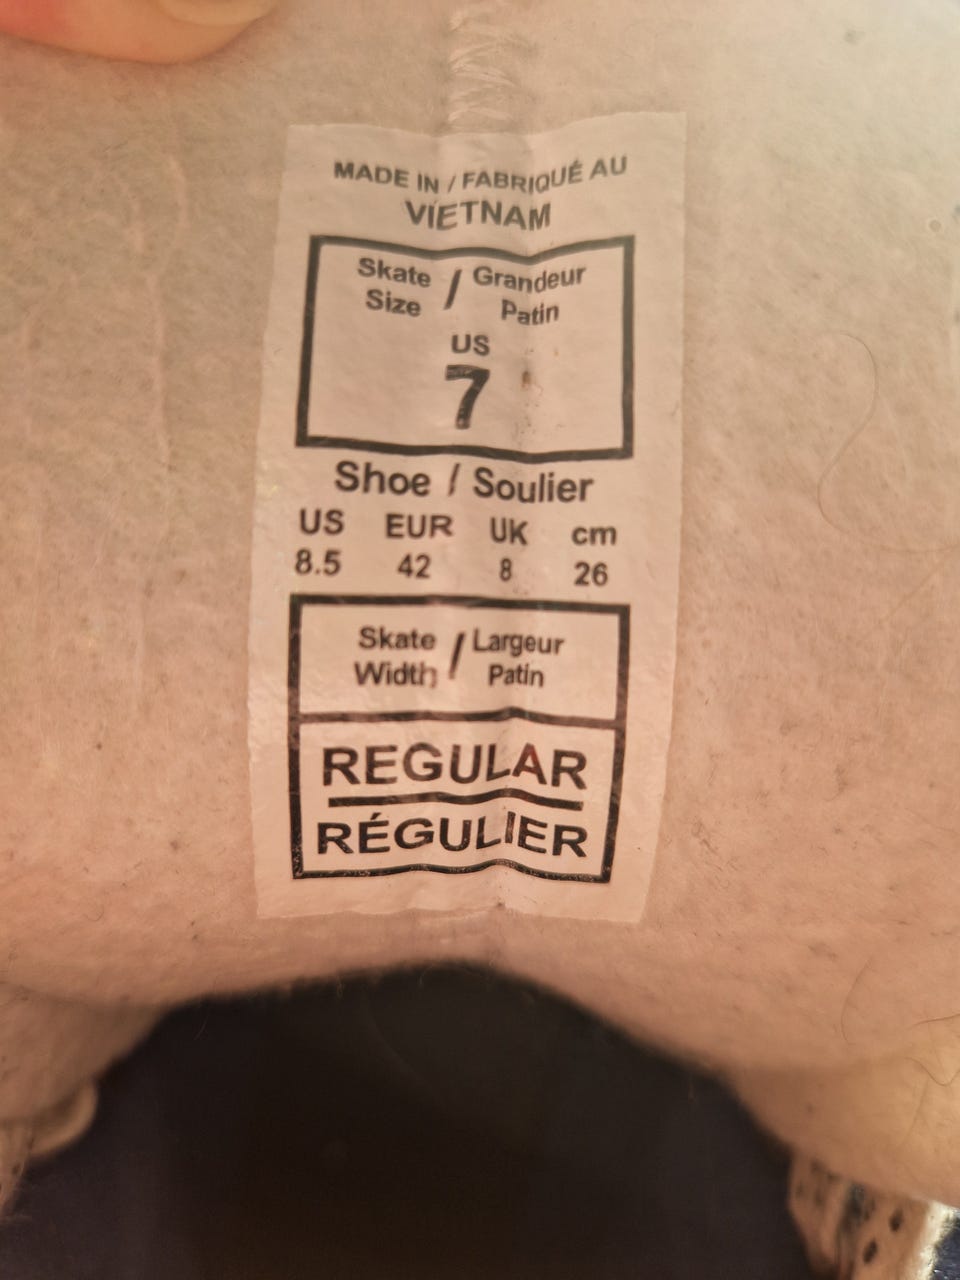 MADE IN / FABRIQUÉ AU
VIETNAM
Skate Size / Grandeur Patin
US
7
Shoe / Soulier
US EUR UK cm
8.5 42 8 26
Skate Width / Largeur Patin
REGULAR
RÉGULIER